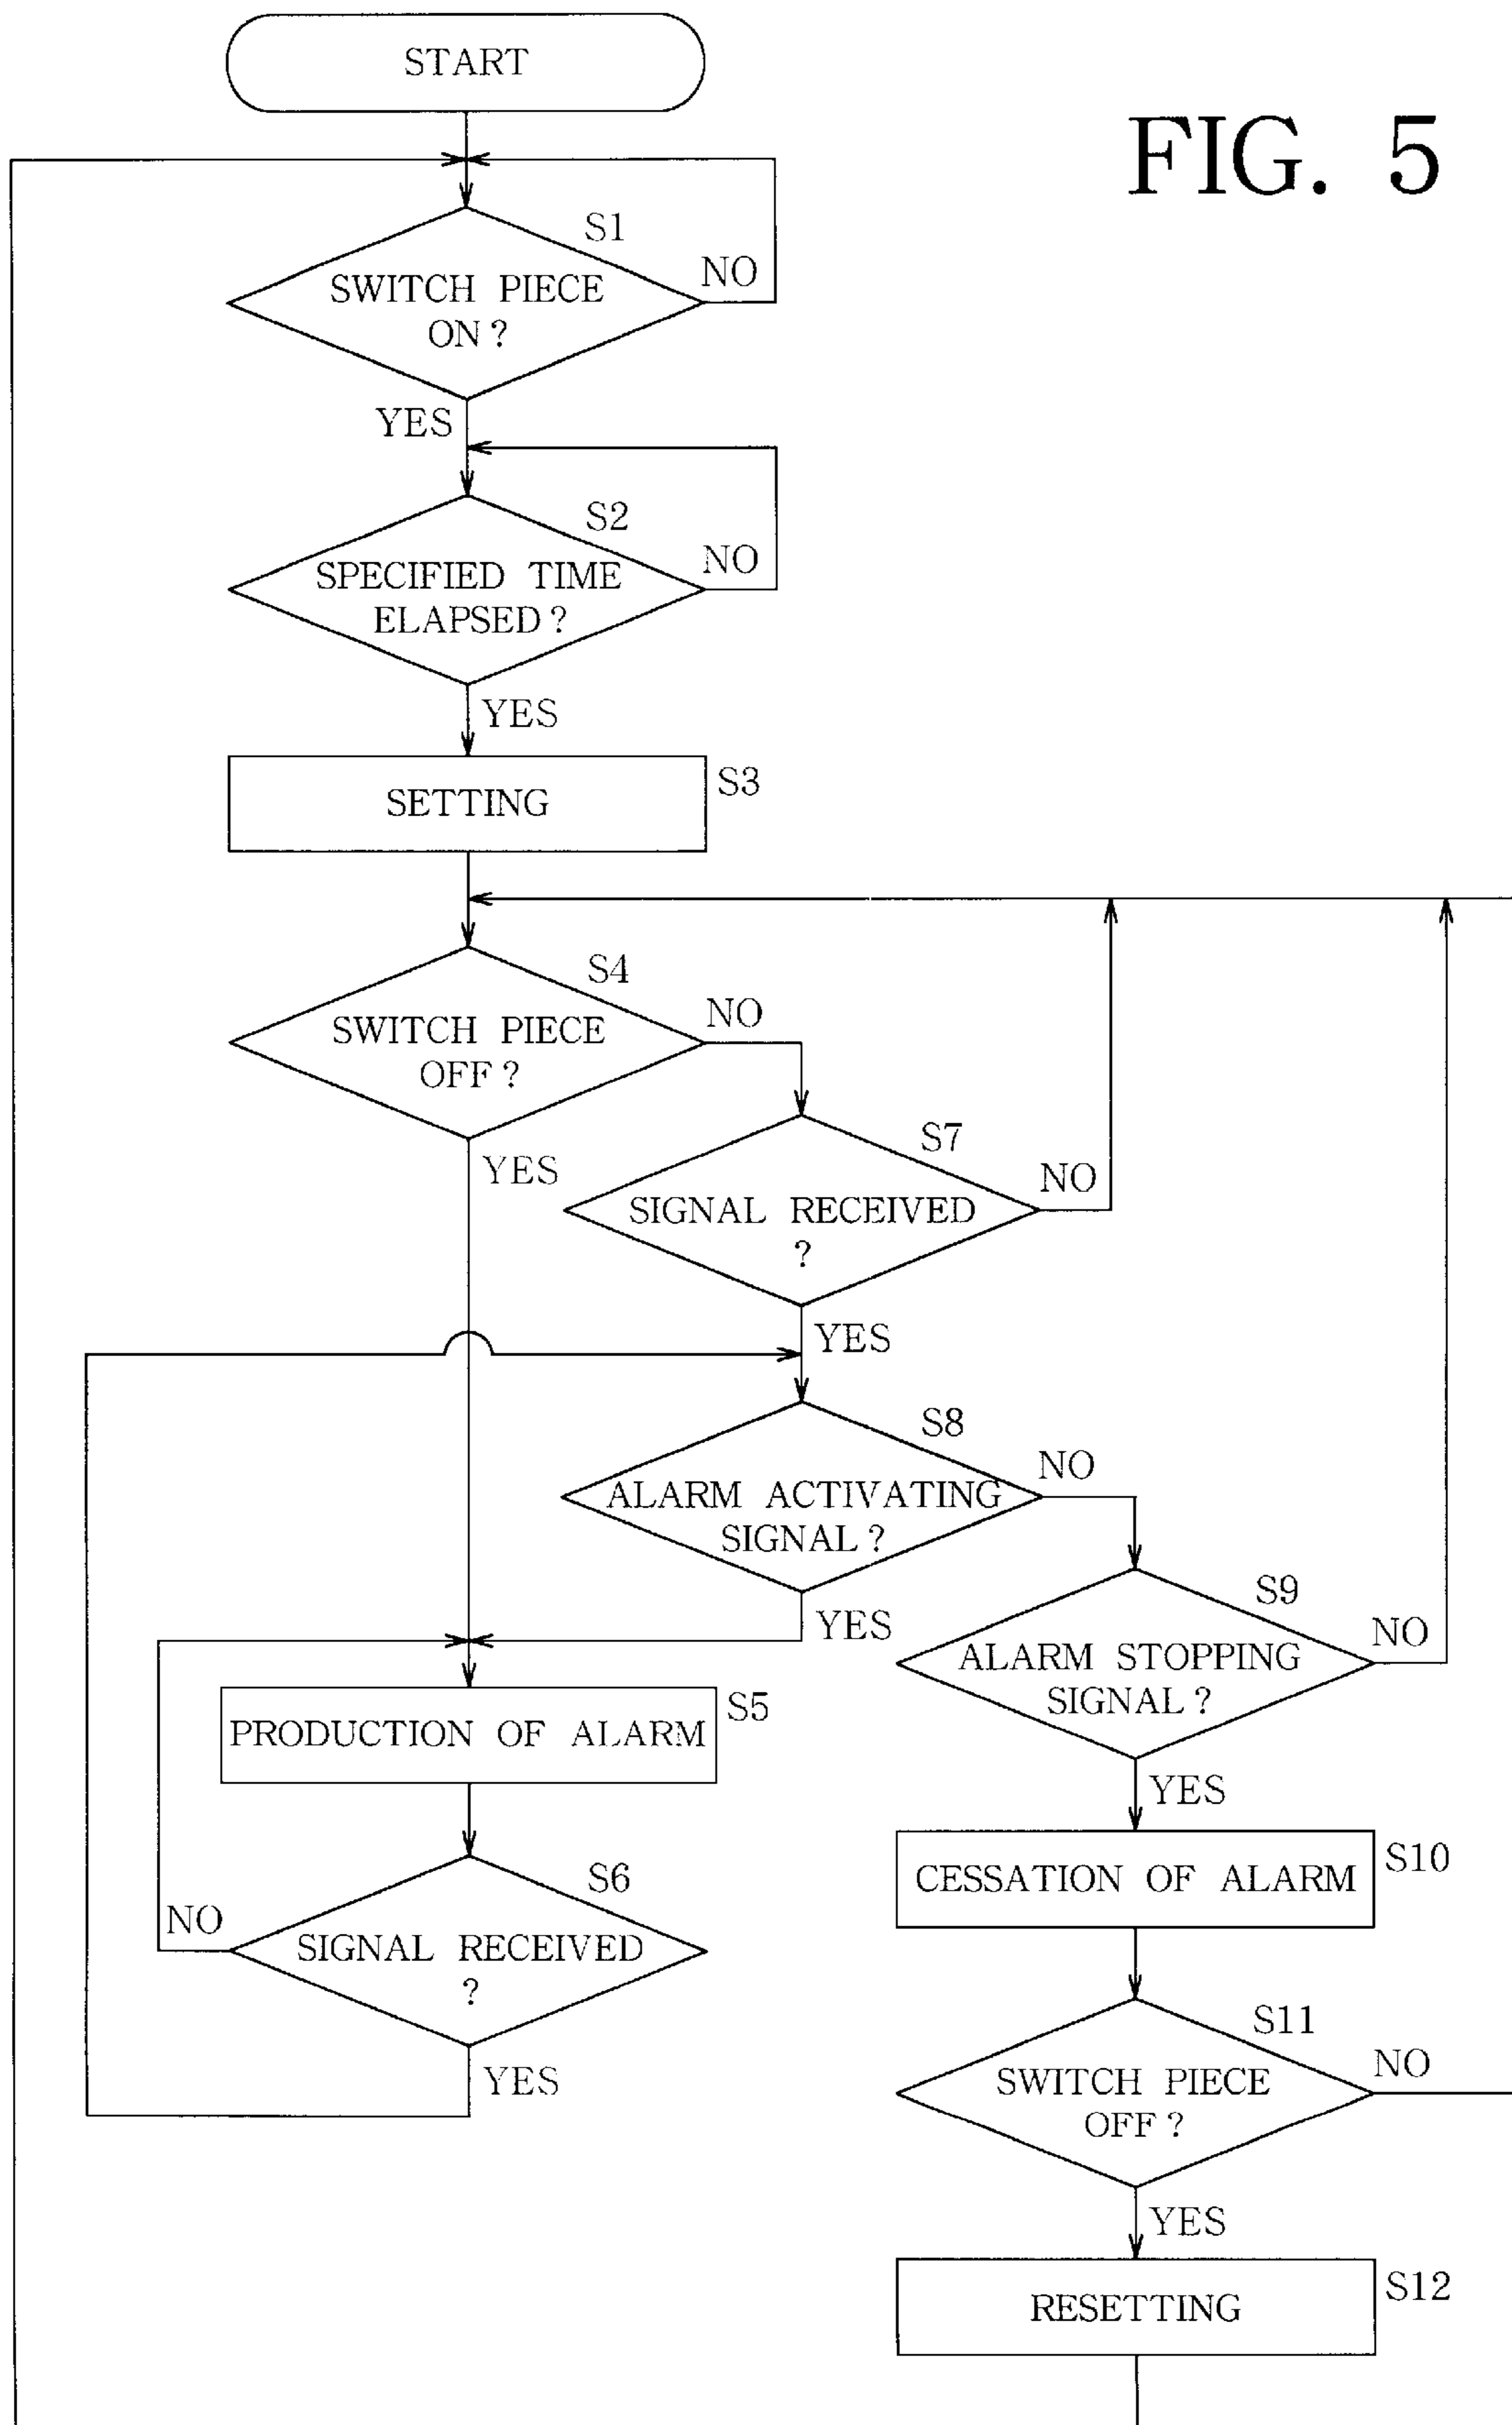 START
FIG. 5
S1
SWITCH PIECE
ON?
NO
YES
S2
SPECIFIED TIME
ELAPSED?
NO
YES
SETTING
S3
S4
SWITCH PIECE
OFF?
NO
YES
S7
SIGNAL RECEIVED
?
NO
YES
S8
ALARM ACTIVATING
SIGNAL?
NO
YES
S9
ALARM STOPPING
SIGNAL?
NO
YES
PRODUCTION OF ALARM
S5
S6
SIGNAL RECEIVED
?
NO
YES
CESSATION OF ALARM
S10
S11
SWITCH PIECE
OFF?
NO
YES
RESETTING
S12